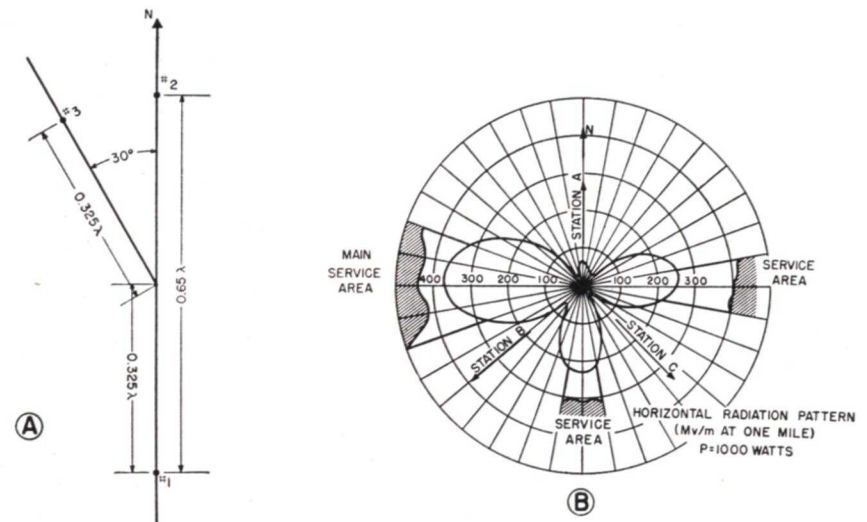 N
#2
#3
30°
0.325λ
0.65 λ
0.325λ
#1
A
N
STATION A
MAIN
SERVICE
AREA
400
300
200
100
100
200
300
SERVICE
AREA
STATION B
STATION C
SERVICE
AREA
HORIZONTAL RADIATION PATTERN
(Mv/m AT ONE MILE)
P=1000 WATTS
B